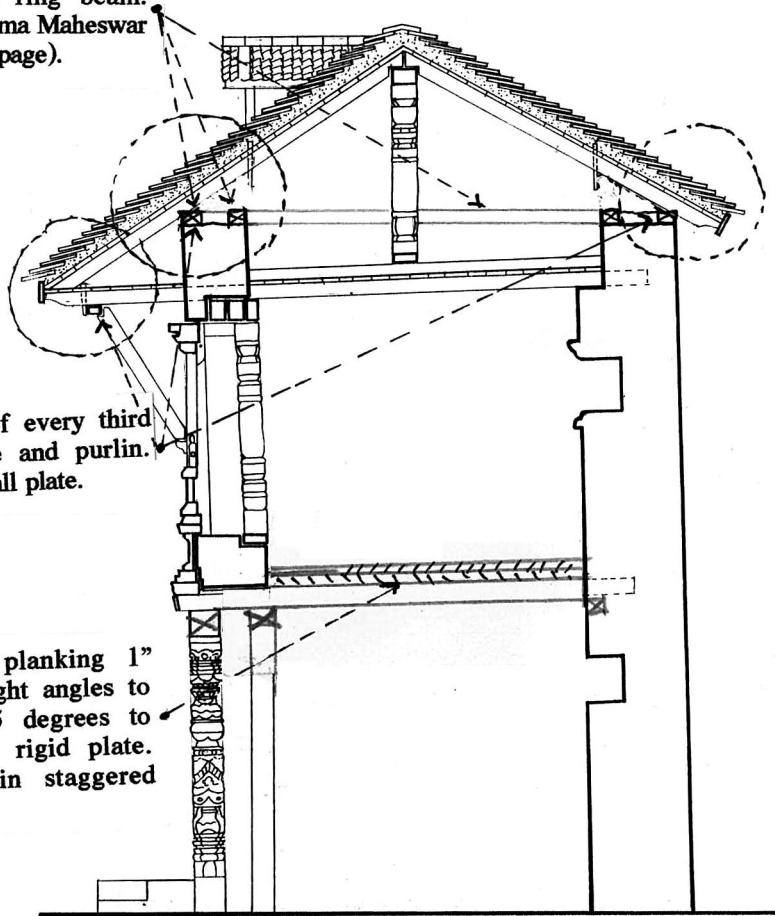 ring beam.
ma Maheswar
page).
f every third
and purlin.
all plate.
planking 1”
ght angles to
degrees to
rigid plate.
in staggered